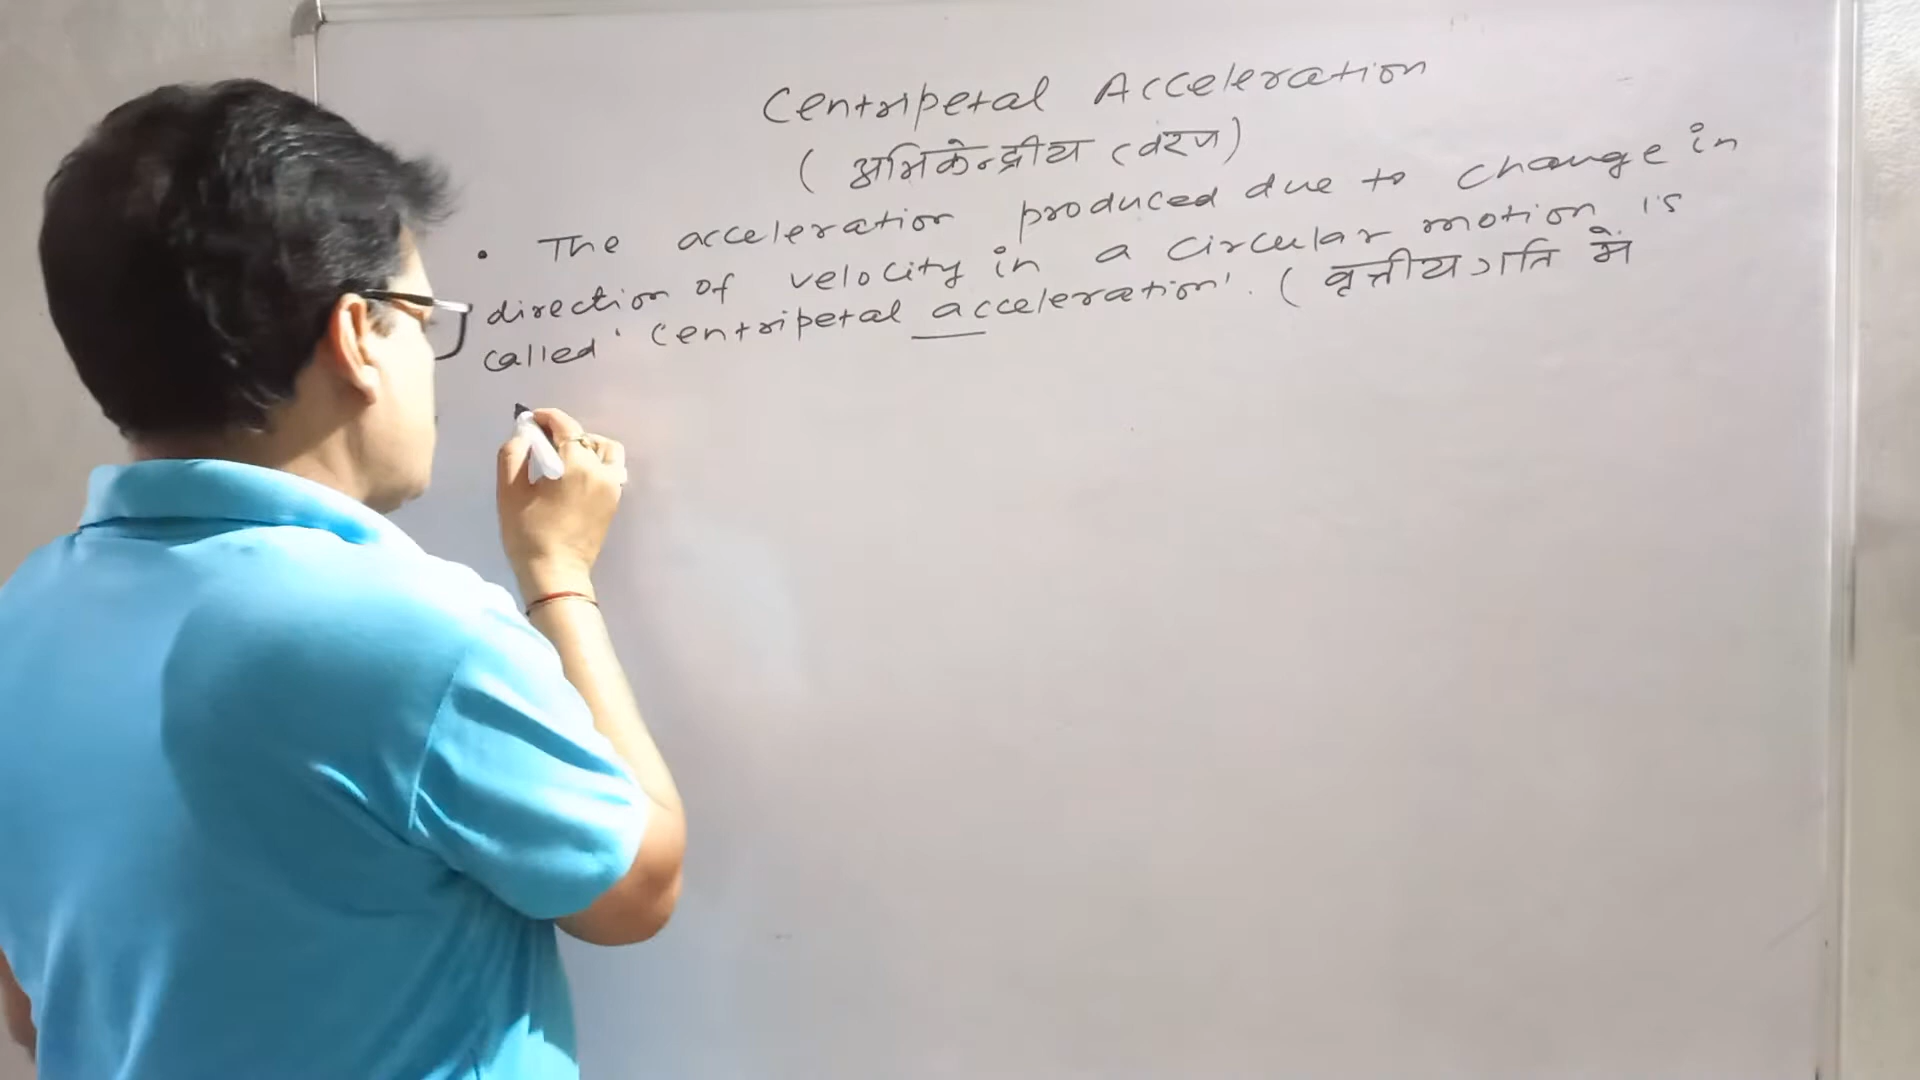 Centripetal Acceleration
( अभिकेन्द्रीय त्वरण )
• The acceleration produced due to change in
direction of velocity in a circular motion is
called 'centripetal acceleration'. ( वृत्तीय गति में